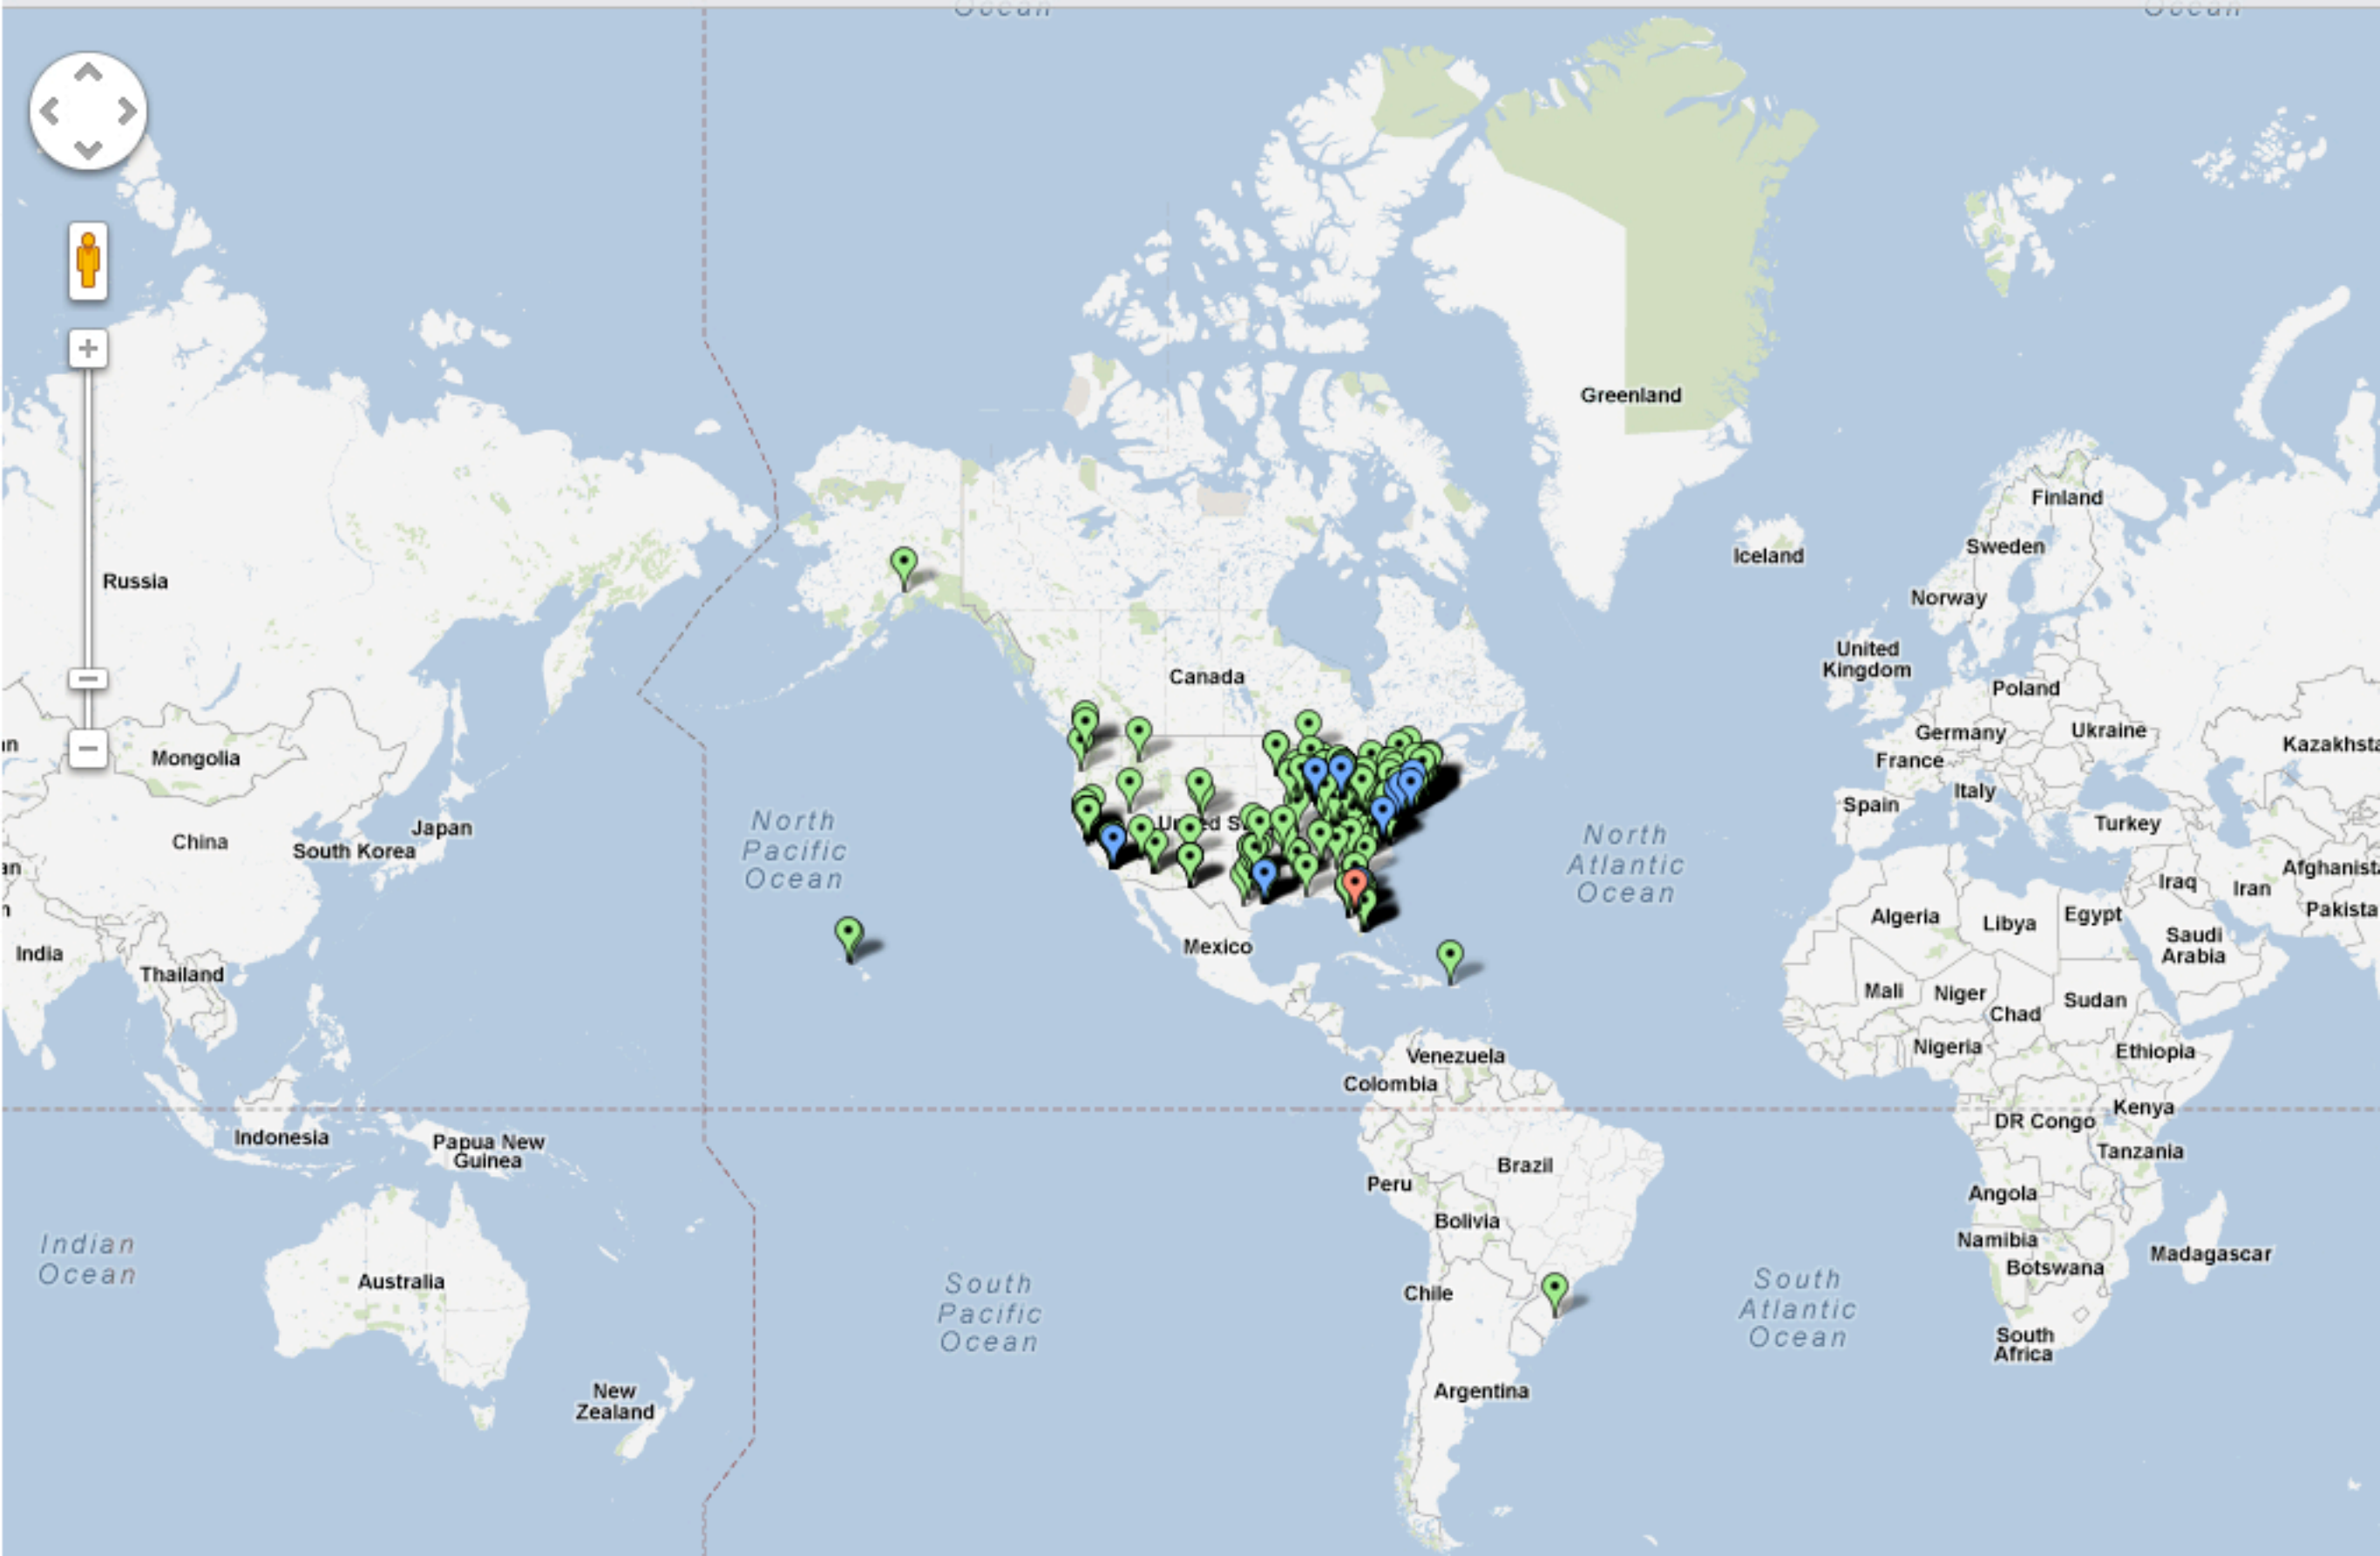 Ocean
Ocean
Greenland
Finland
Sweden
Iceland
Russia
Norway
United
Kingdom
Canada
Poland
Germany
Ukraine
Mongolia
Kazakhsta
France
Spain
Italy
North
Pacific
Ocean
United S
North
Atlantic
Ocean
Turkey
Japan
China
South Korea
Afghanista
Iraq
Iran
Pakista
Algeria
Libya
Egypt
Saudi
Arabia
India
Mexico
Thailand
Mali
Niger
Chad
Sudan
Nigeria
Ethiopia
Venezuela
Colombia
Kenya
DR Congo
Indonesia
Papua New
Guinea
Tanzania
Brazil
Peru
Angola
Bolivia
Indian
Ocean
Namibia
Madagascar
Botswana
Australia
Chile
South
Pacific
Ocean
South
Atlantic
Ocean
South
Africa
New
Zealand
Argentina